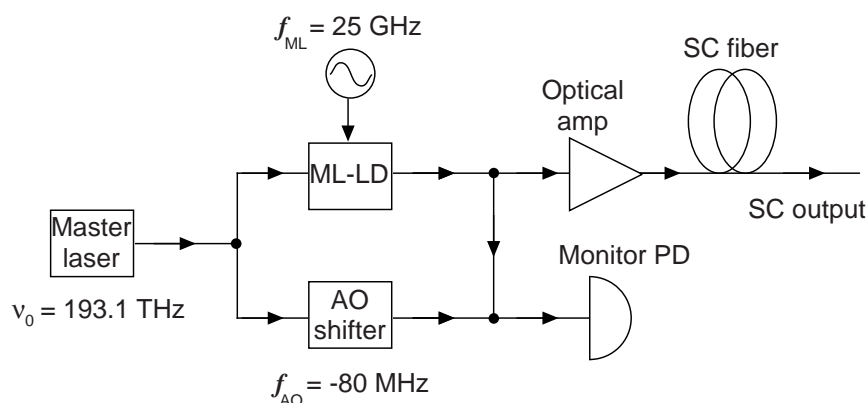 f_ML = 25 GHz
SC fiber
Optical
amp
ML-LD
SC output
Master
laser
Monitor PD
ν_0 = 193.1 THz
AO
shifter
f_AO = -80 MHz